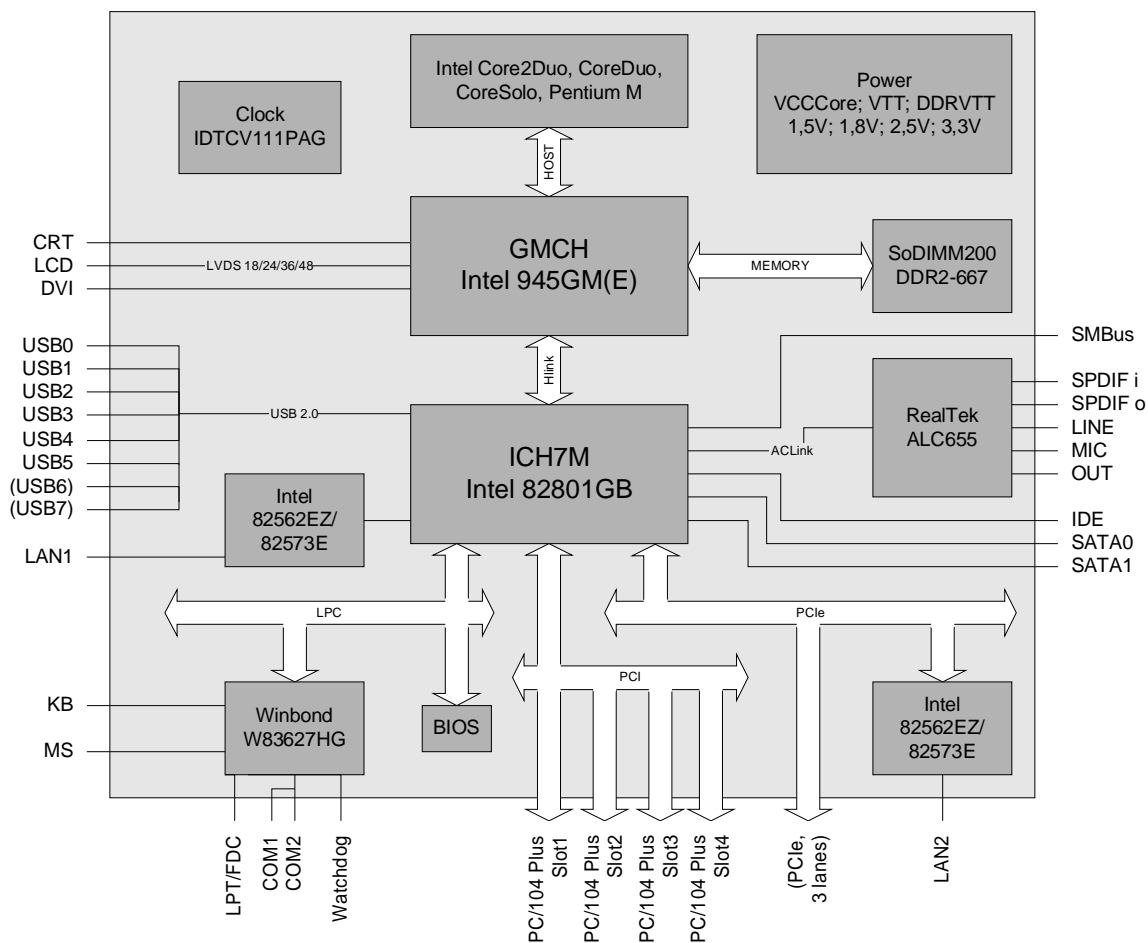 Clock
IDTCV111PAG
Intel Core2Duo, CoreDuo,
CoreSolo, Pentium M
Power
VCCCore; VTT; DDRVTT
1,5V; 1,8V; 2,5V; 3,3V
HOST
CRT
LCD
DVI
LVDS 18/24/36/48
GMCH
Intel 945GM(E)
MEMORY
SoDIMM200
DDR2-667
Hlink
USB0
USB1
USB2
USB3
USB4
USB5
(USB6)
(USB7)
USB 2.0
ICH7M
Intel 82801GB
ACLink
RealTek
ALC655
SMBus
SPDIF i
SPDIF o
LINE
MIC
OUT
IDE
SATA0
SATA1
LAN1
Intel
82562EZ/
82573E
LPC
PCIe
PCI
KB
MS
Winbond
W83627HG
BIOS
Intel
82562EZ/
82573E
LPT/FDC
COM1
COM2
Watchdog
PC/104 Plus
Slot1
PC/104 Plus
Slot2
PC/104 Plus
Slot3
PC/104 Plus
Slot4
(PCIe,
3 lanes)
LAN2